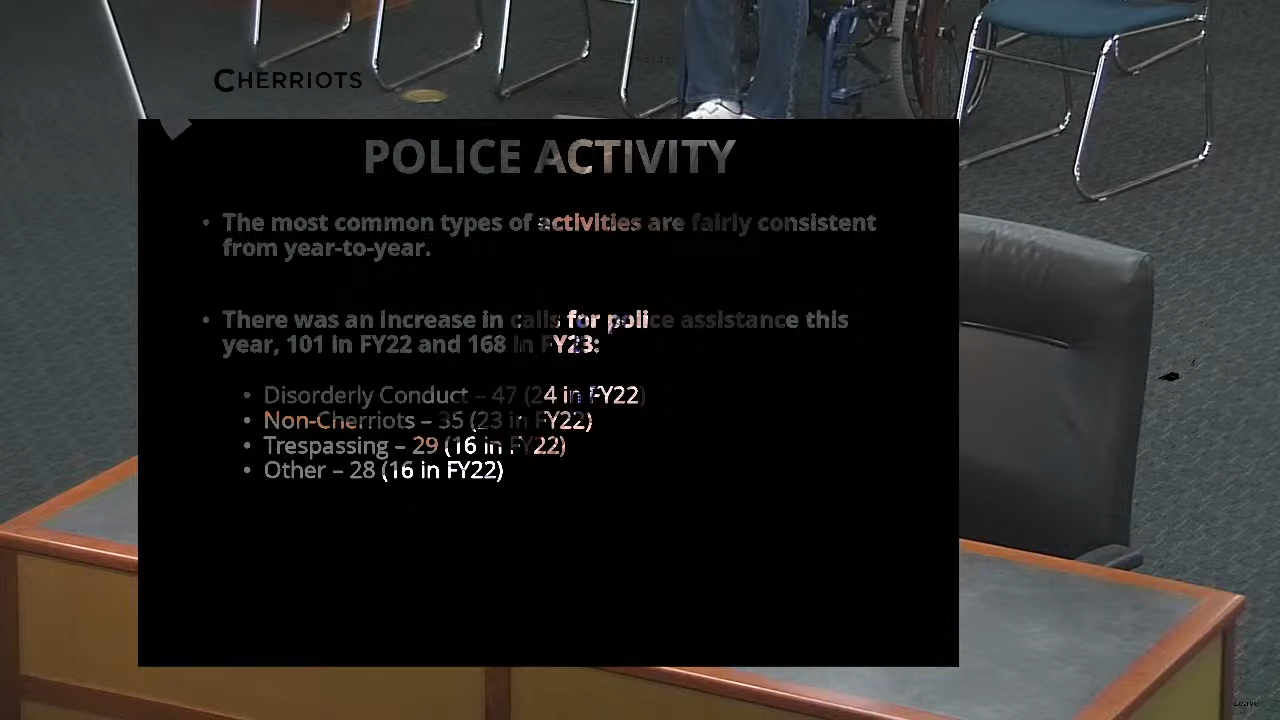 CHERRIOTS
POLICE ACTIVITY
• The most common types of activities are fairly consistent
from year-to-year.
• There was an increase in calls for police assistance this
year, 101 in FY22 and 168 in FY23:
• Disorderly Conduct – 47 (24 in FY22)
• Non-Cherriots – 35 (23 in FY22)
• Trespassing – 29 (16 in FY22)
• Other – 28 (16 in FY22)
Leave